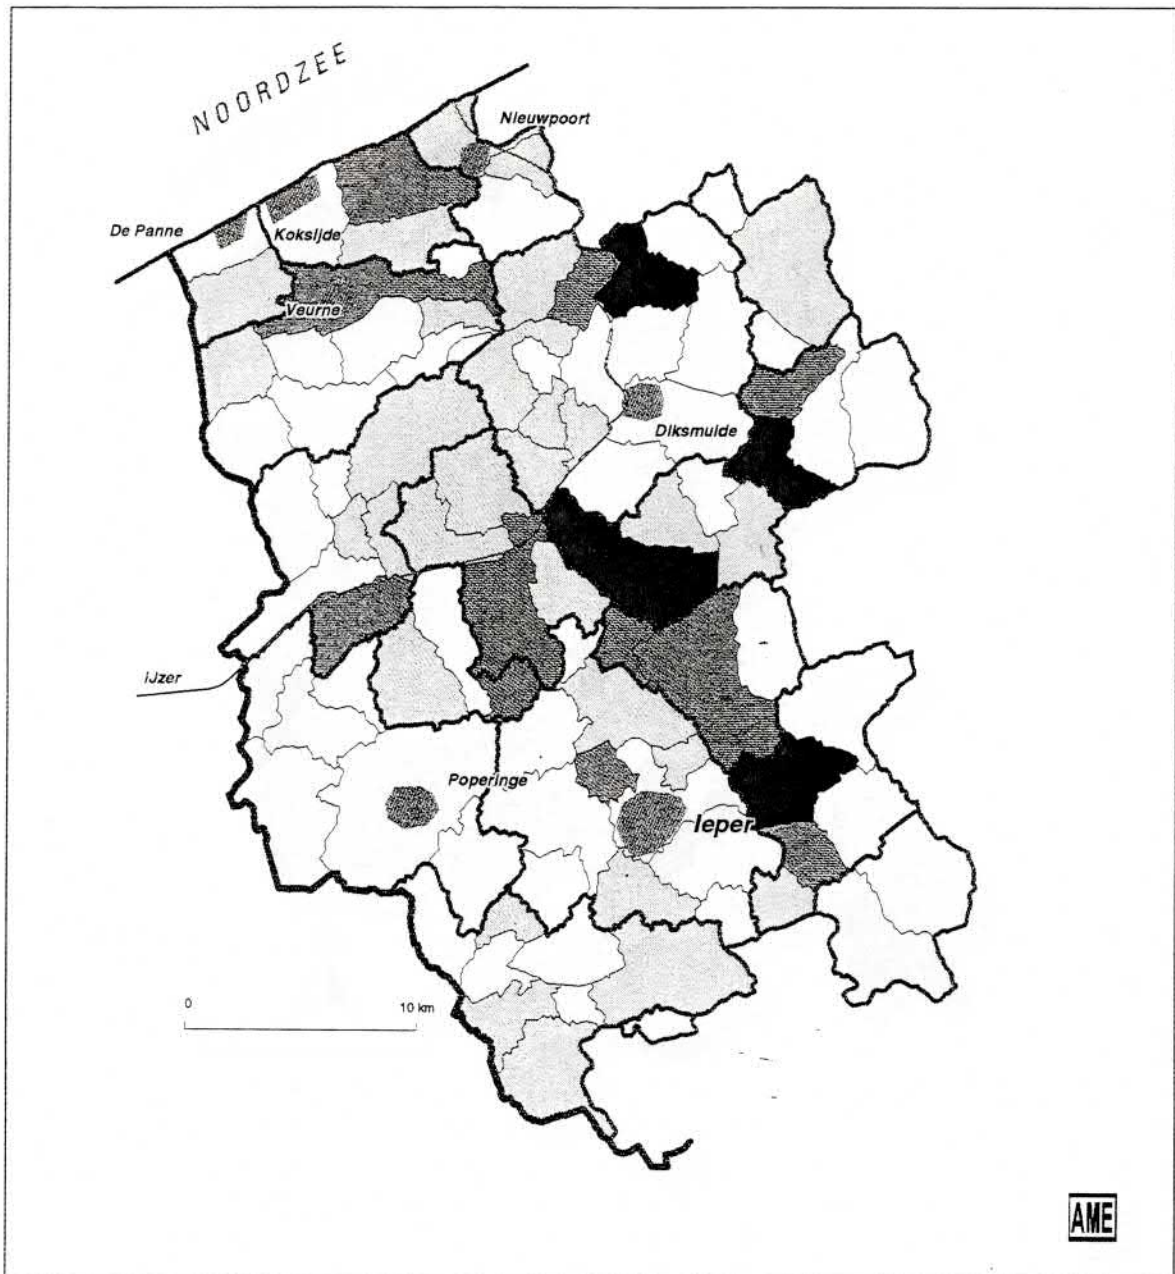 NOORDZEE
Nieuwpoort
De Panne
Koksijde
Veurne
Diksmuide
IJzer
Poperinge
Ieper
0
10 km
AME